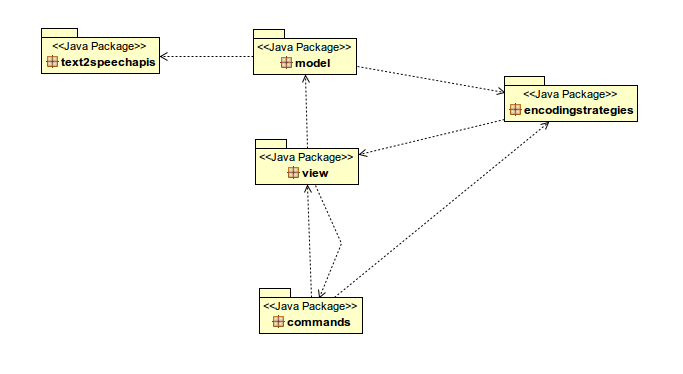 <<Java Package>>
text2speechapis
<<Java Package>>
model
<<Java Package>>
encodingstrategies
<<Java Package>>
view
<<Java Package>>
commands